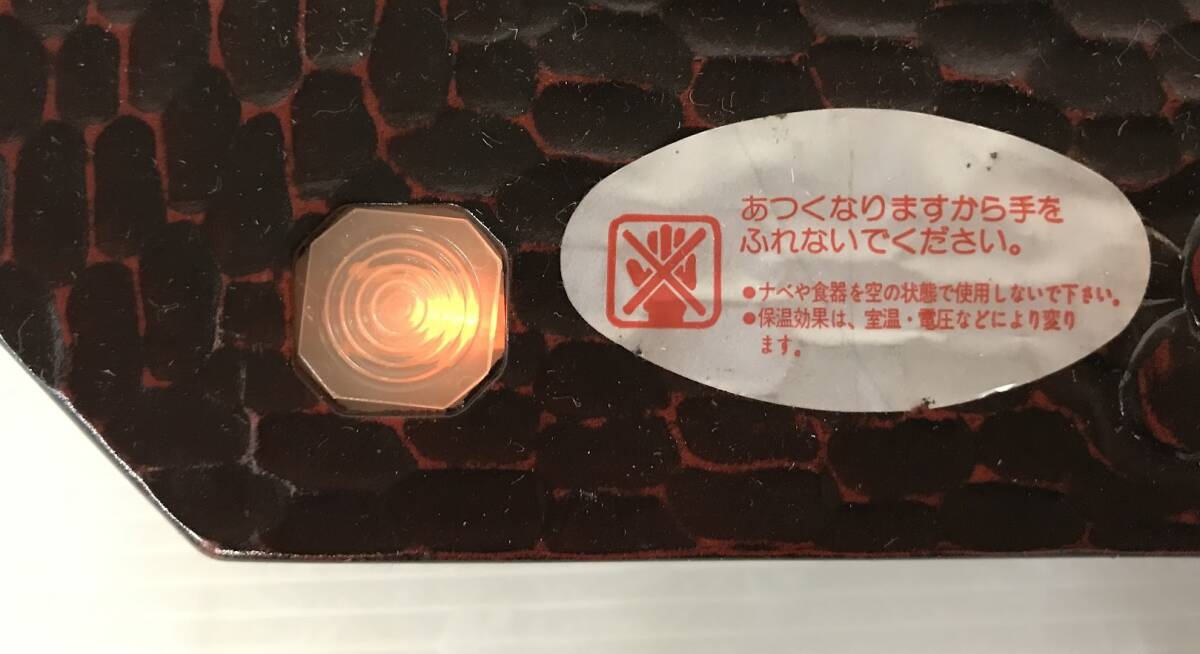 あつくなりますから手を
ふれないでください。
●ナベや食器を空の状態で使用しないで下さい。
●保温効果は、室温・電圧などにより変り
ます。